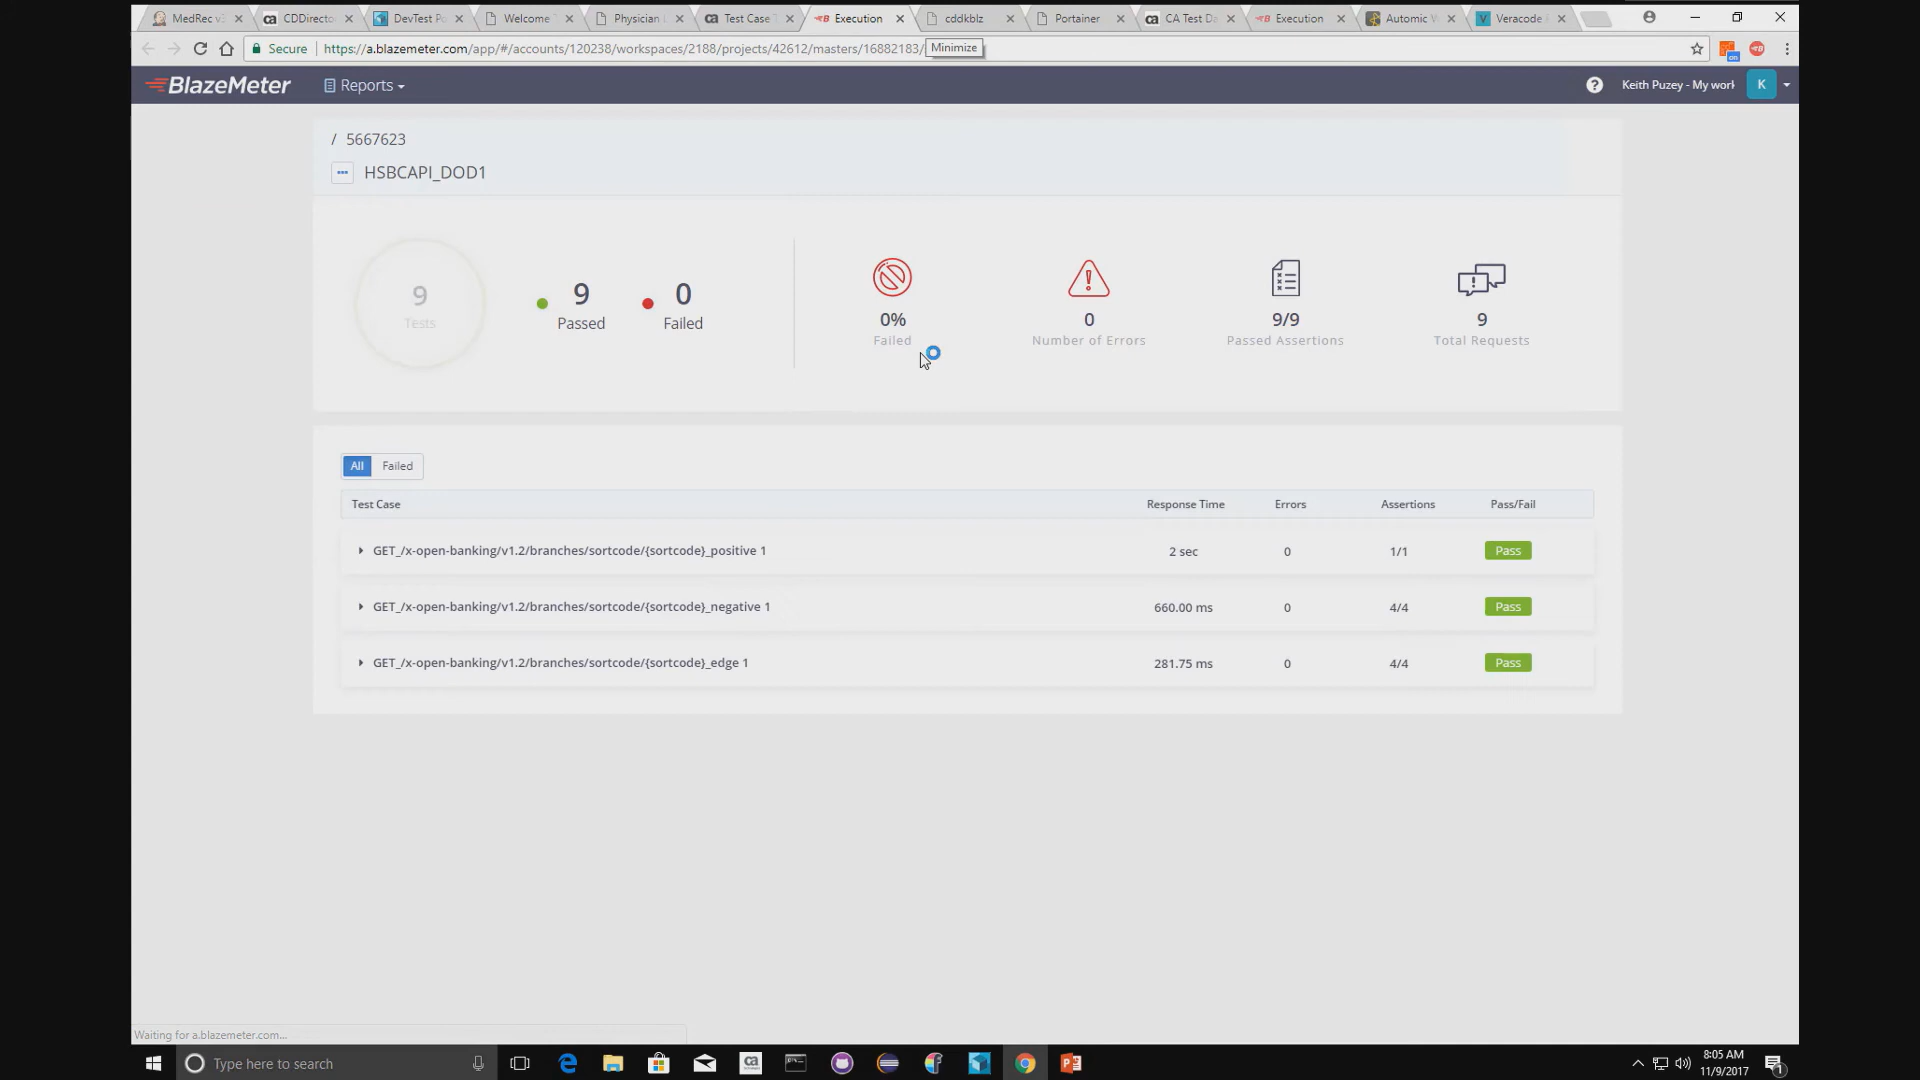 MedRec v
CDDirecto
DevTest Po
Welcome
Physician
Test Case
Execution
cddkblz
Portainer
CA Test Da
Execution
Automic
Veracode
Secure
https://a.blazemeter.com/app/#/accounts/120238/workspaces/2188/projects/42612/masters/16882183/
Minimize
BlazeMeter
Reports
Keith Puzey - My work
K
/ 5667623
HSBCAPI_DOD1
9
Tests
9
Passed
0
Failed
0%
Failed
0
Number of Errors
9/9
Passed Assertions
9
Total Requests
All
Failed
Test Case Response Time Errors Assertions Pass/Fail
GET_/x-open-banking/v1.2/branches/sortcode/{sortcode}_positive 1 2 sec 0 1/1 Pass
GET_/x-open-banking/v1.2/branches/sortcode/{sortcode}_negative 1 660.00 ms 0 4/4 Pass
GET_/x-open-banking/v1.2/branches/sortcode/{sortcode}_edge 1 281.75 ms 0 4/4 Pass
Waiting for a.blazemeter.com...
Type here to search
8:05 AM
11/9/2017